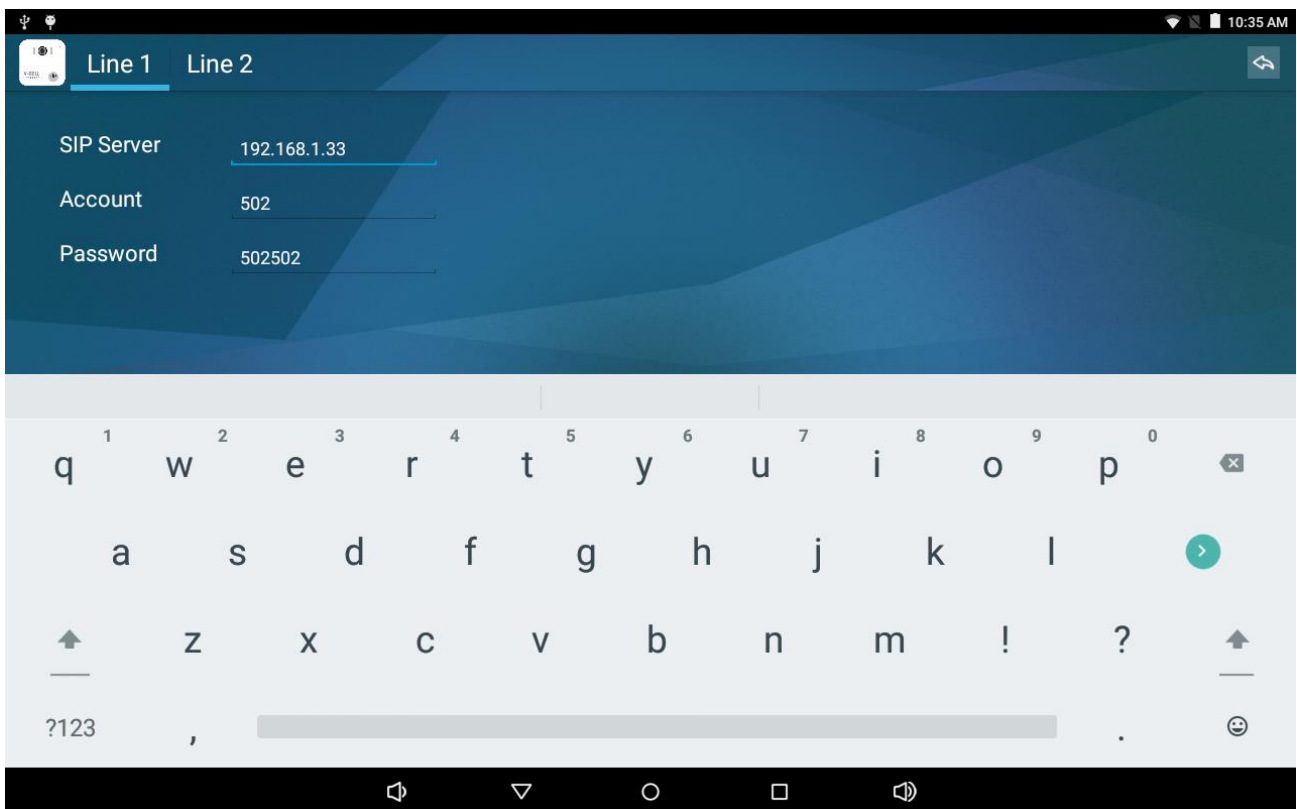 10:35 AM
Line 1 Line 2
SIP Server 192.168.1.33
Account 502
Password 502502
1 2 3 4 5 6 7 8 9 0
q w e r t y u i o p
a s d f g h j k l
z x c v b n m ! ?
?123 , .